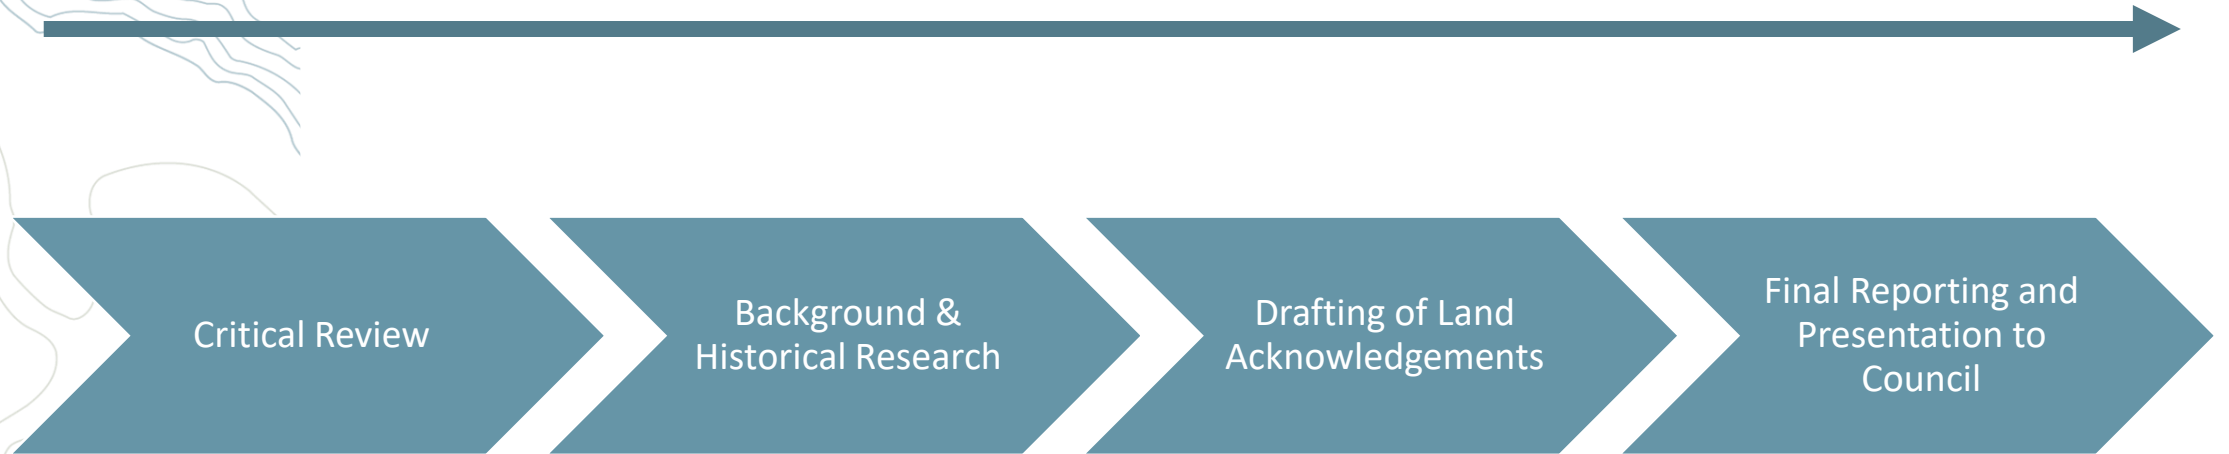 Critical Review
Background &
Historical Research
Drafting of Land
Acknowledgements
Final Reporting and
Presentation to
Council